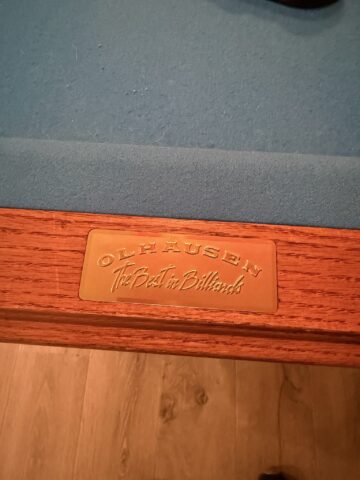 OLHAUSEN
The Best in Billiards